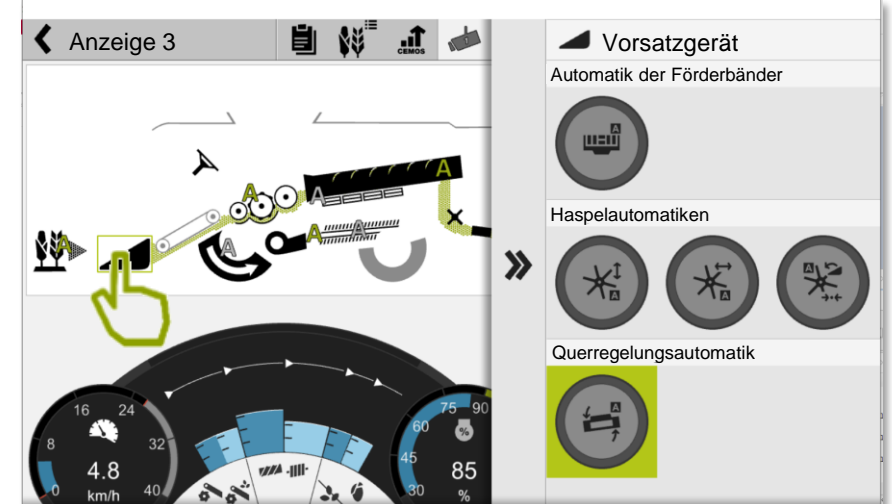 Anzeige 3
CEMOS
Vorsatzgerät
Automatik der Förderbänder
A
A
A
A
A
A
A
A
Haspelautomatiken
A
A
A
Querregelungsautomatik
A
16 24
8 32
0 40
4.8
km/h
75 90
60
%
45
30
85
%